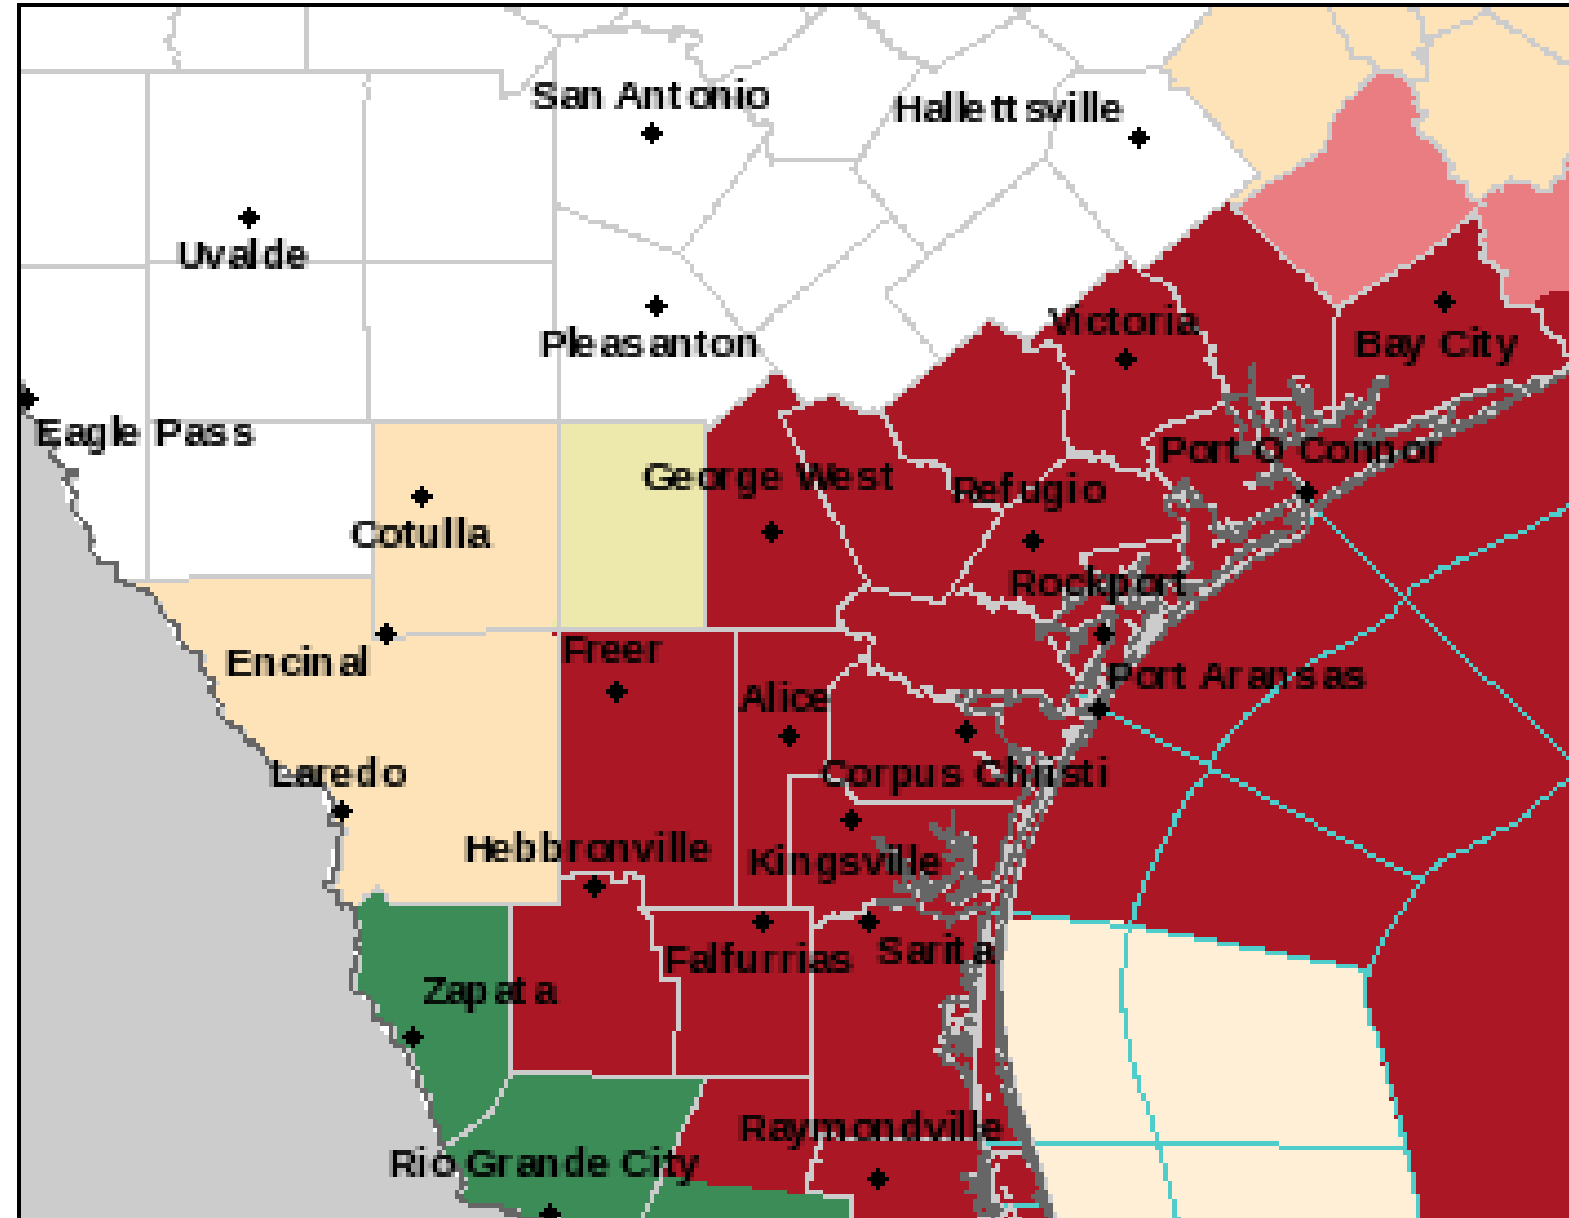 San Antonio
Hallettsville
Uvalde
Victoria
Pleasanton
Bay City
Eagle Pass
Port O Connor
George West
Refugio
Cotulla
Rockport
Freer
Encinal
Port Aransas
Alice
Laredo
Corpus Christi
Hebbronville
Kingsville
Falfurrias
Sarita
Zapata
Raymondville
Rio Grande City